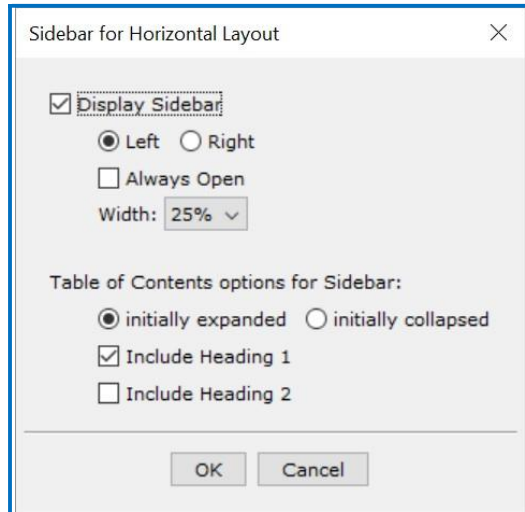 Sidebar for Horizontal Layout
Display Sidebar
Left Right
Always Open
Width: 25%
Table of Contents options for Sidebar:
initially expanded initially collapsed
Include Heading 1
Include Heading 2
OK Cancel